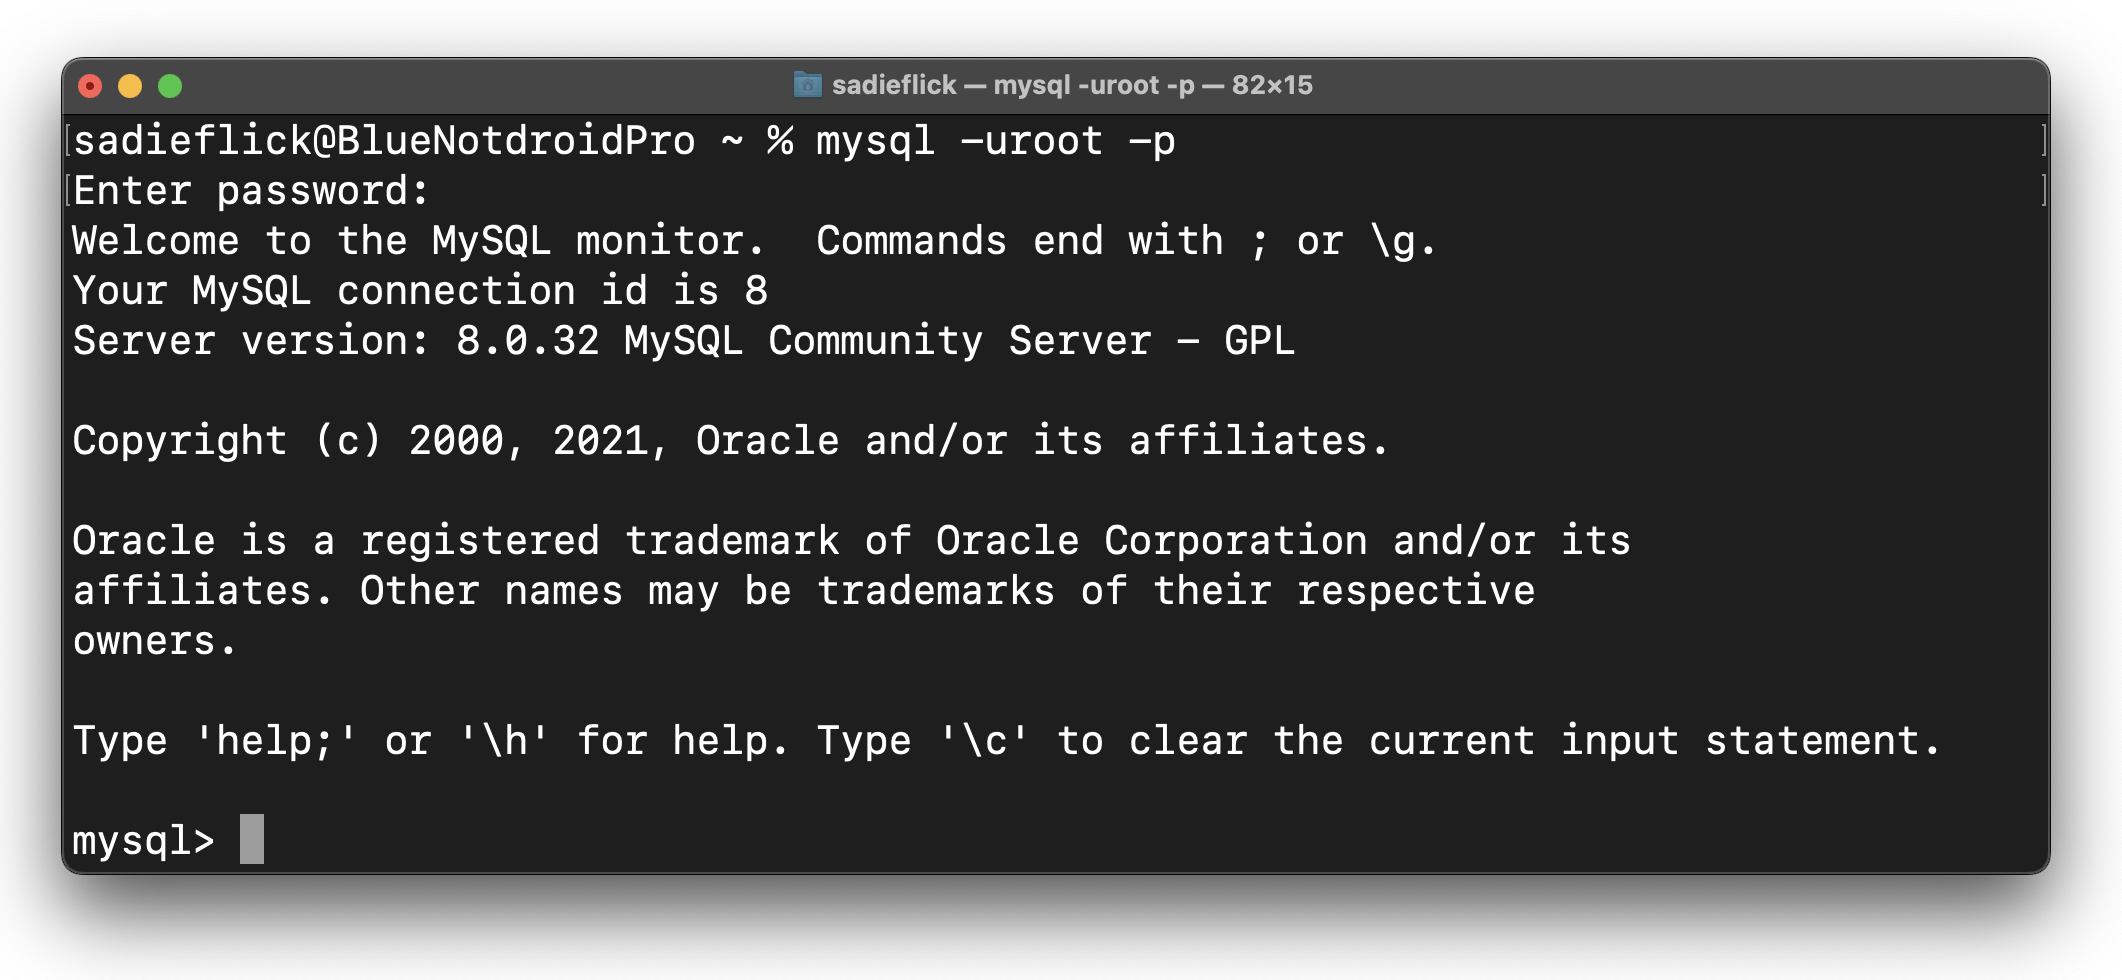 sadieflick — mysql -uroot -p — 82×15
[sadieflick@BlueNotdroidPro ~ % mysql -uroot -p ]
[Enter password: ]
Welcome to the MySQL monitor.  Commands end with ; or \g.
Your MySQL connection id is 8
Server version: 8.0.32 MySQL Community Server - GPL
Copyright (c) 2000, 2021, Oracle and/or its affiliates.
Oracle is a registered trademark of Oracle Corporation and/or its
affiliates. Other names may be trademarks of their respective
owners.
Type 'help;' or '\h' for help. Type '\c' to clear the current input statement.
mysql>